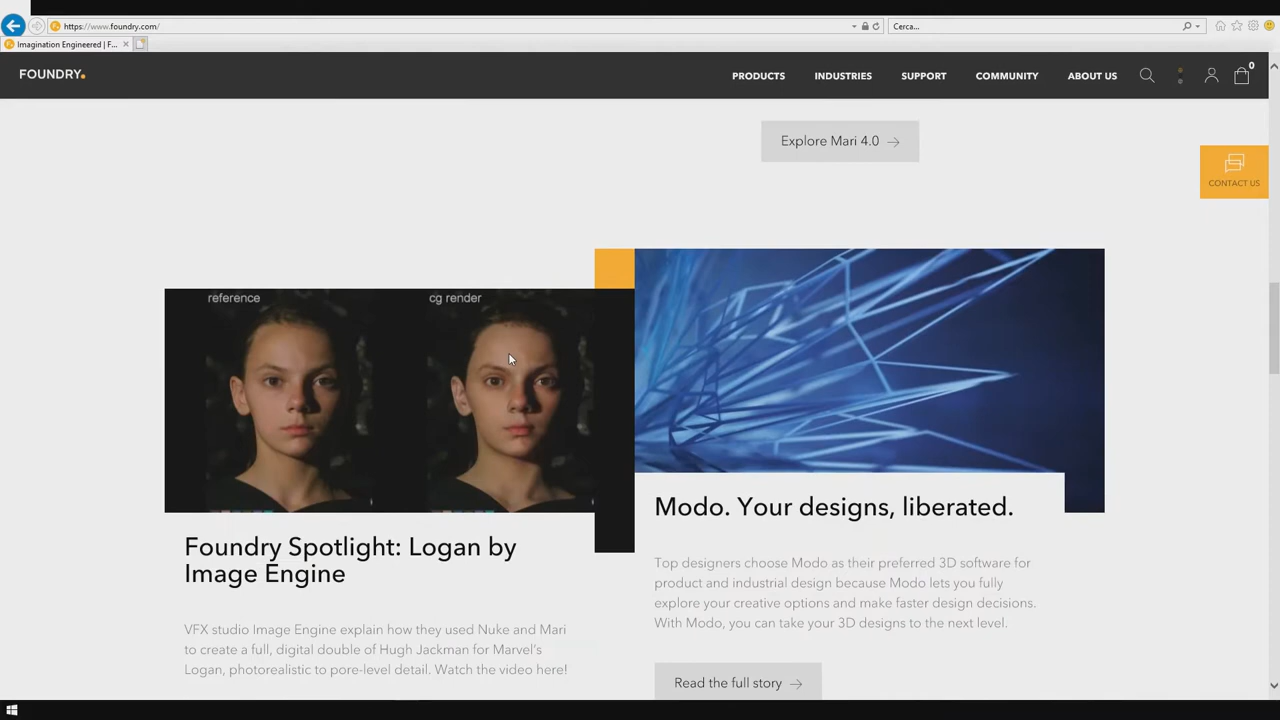 https://www.foundry.com/
Cerca...
Imagination Engineered | F...
FOUNDRY.
PRODUCTS
INDUSTRIES
SUPPORT
COMMUNITY
ABOUT US
0
Explore Mari 4.0
CONTACT US
reference
cg render
Foundry Spotlight: Logan by
Image Engine
VFX studio Image Engine explain how they used Nuke and Mari
to create a full, digital double of Hugh Jackman for Marvel's
Logan, photorealistic to pore-level detail. Watch the video here!
Modo. Your designs, liberated.
Top designers choose Modo as their preferred 3D software for
product and industrial design because Modo lets you fully
explore your creative options and make faster design decisions.
With Modo, you can take your 3D designs to the next level.
Read the full story